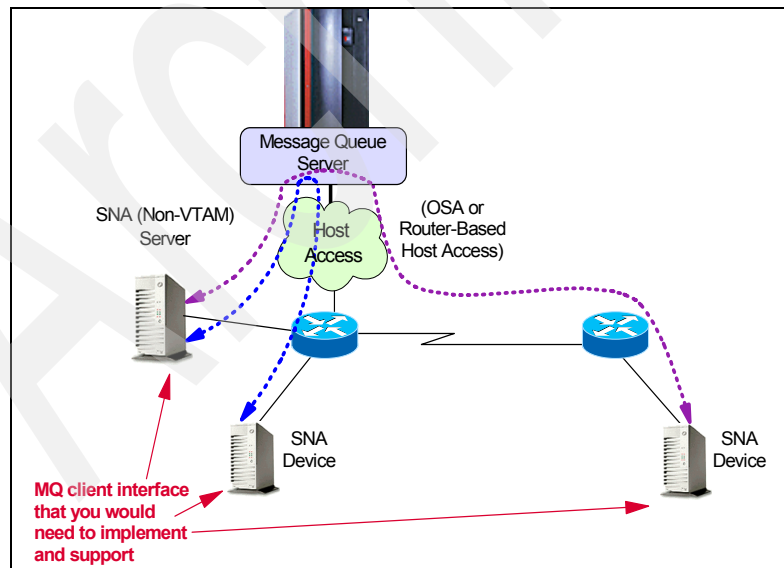 Message Queue
Server
SNA (Non-VTAM)
Server
Host
Access
(OSA or
Router-Based
Host Access)
SNA
Device
SNA
Device
MQ client interface
that you would
need to implement
and support